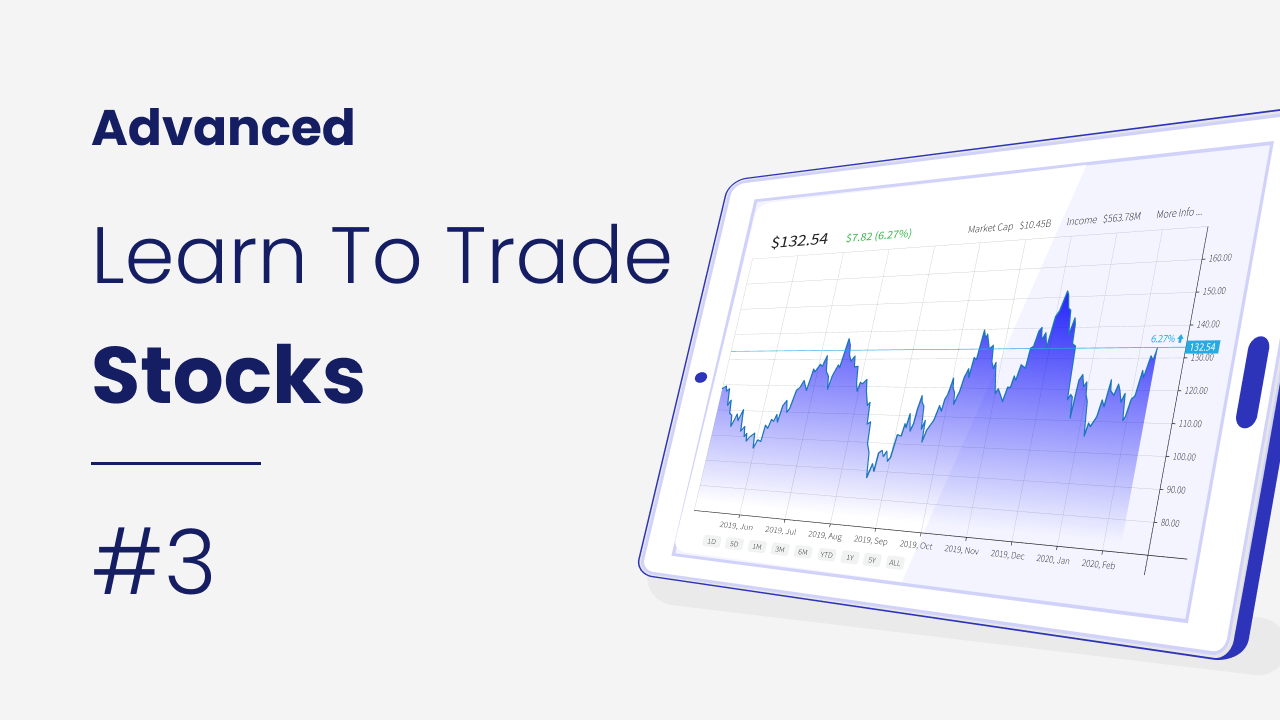 Advanced
Learn To Trade
Stocks
#3
$132.54 $7.82 (6.27%) Market Cap $10.45B Income $563.78M More Info ...
160.00
150.00
140.00
6.27% 132.54
130.00
120.00
110.00
100.00
90.00
80.00
2019, Jun 2019, Jul 2019, Aug 2019, Sep 2019, Oct 2019, Nov 2019, Dec 2020, Jan 2020, Feb
1D 5D 1M 3M 6M YTD 1Y 5Y ALL